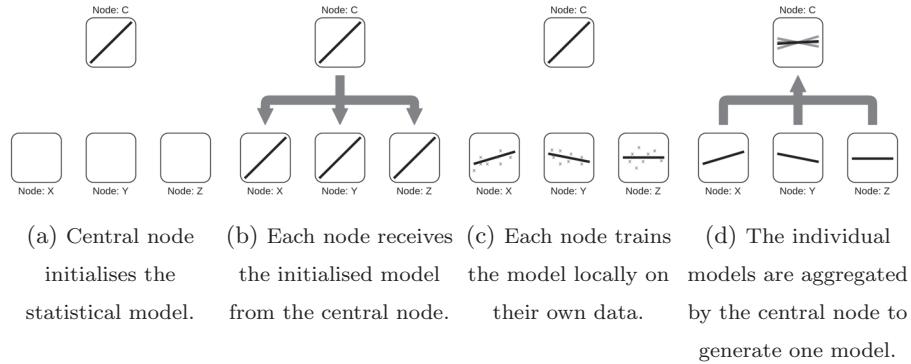 Node: C
Node: C
Node: C
Node: C
Node: X
Node: Y
Node: Z
Node: X
Node: Y
Node: Z
Node: X
Node: Y
Node: Z
Node: X
Node: Y
Node: Z
(a) Central node
initialises the
statistical model.
(b) Each node receives
the initialised model
from the central node.
(c) Each node trains
the model locally on
their own data.
(d) The individual
models are aggregated
by the central node to
generate one model.